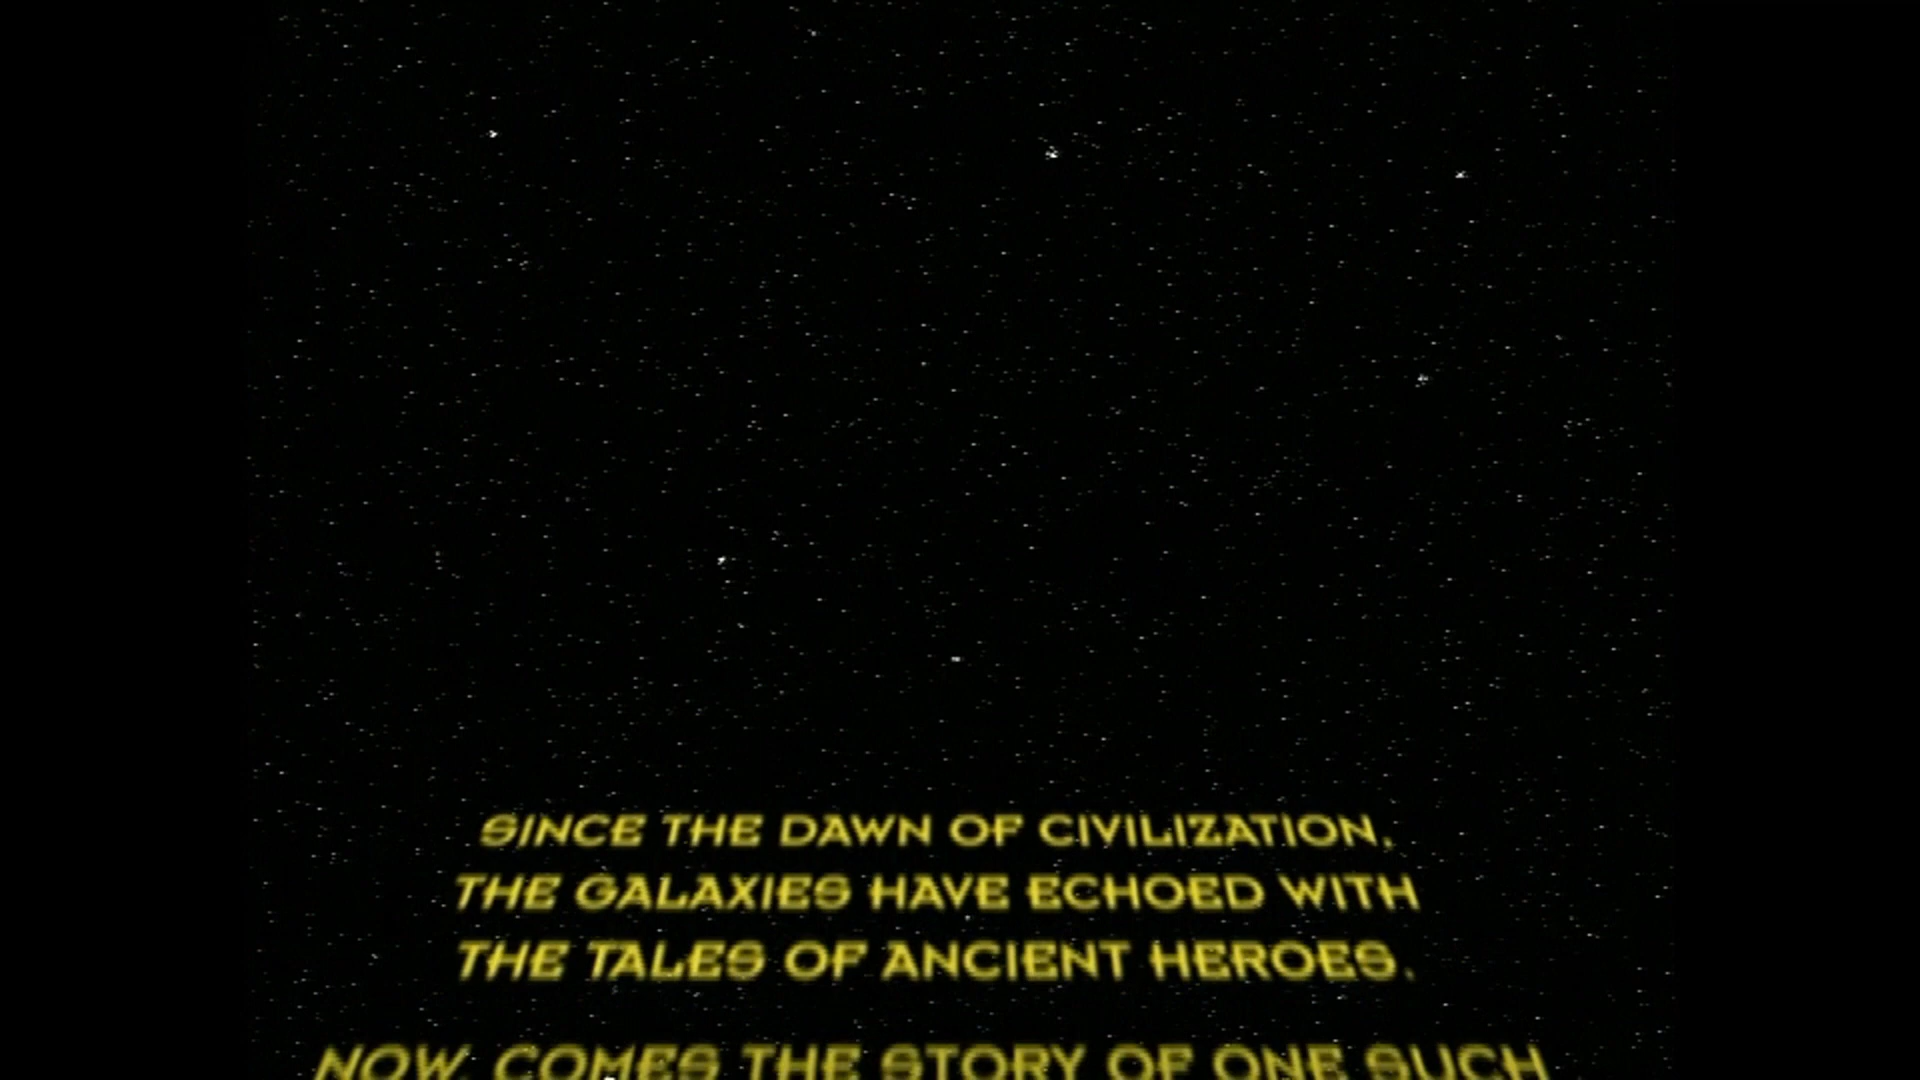 SINCE THE DAWN OF CIVILIZATION,
THE GALAXIES HAVE ECHOED WITH
THE TALES OF ANCIENT HEROES.
NOW, COMES THE STORY OF ONE SUCH